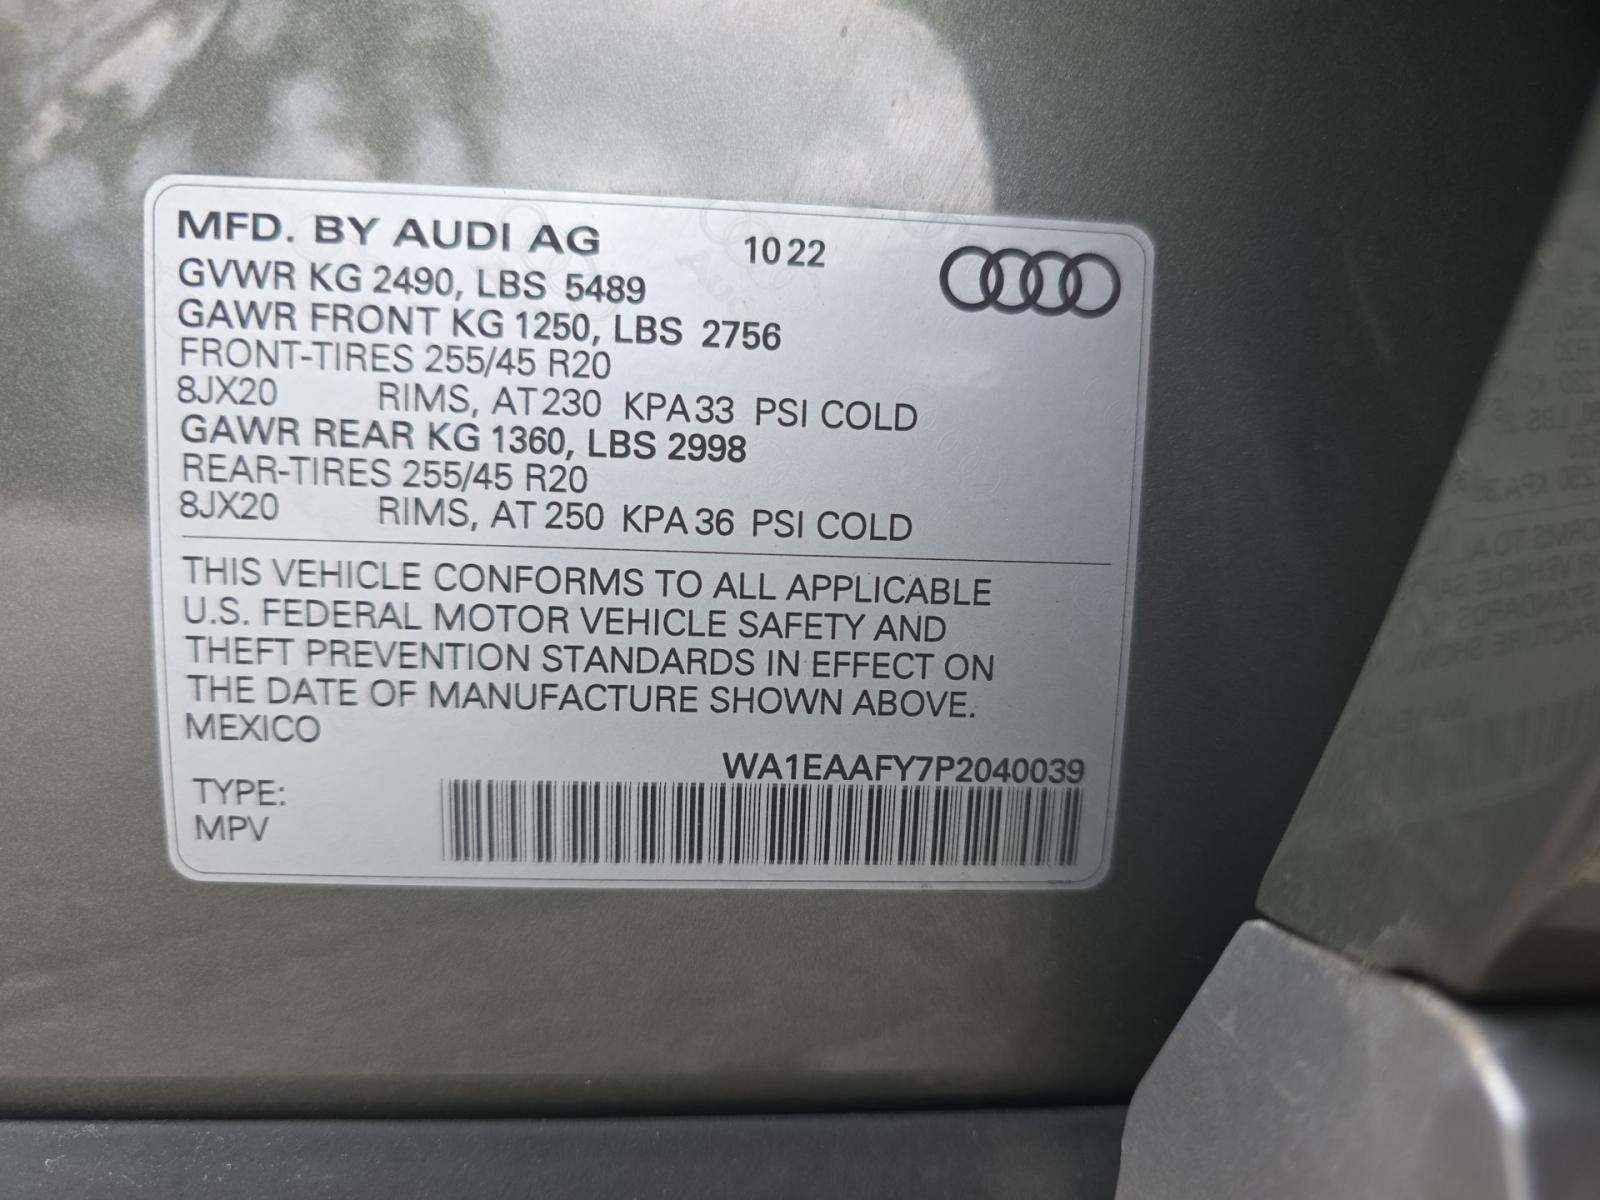 MFD. BY AUDI AG 10 22
GVWR KG 2490, LBS 5489
GAWR FRONT KG 1250, LBS 2756
FRONT-TIRES 255/45 R20
8JX20 RIMS, AT 230 KPA 33 PSI COLD
GAWR REAR KG 1360, LBS 2998
REAR-TIRES 255/45 R20
8JX20 RIMS, AT 250 KPA 36 PSI COLD
THIS VEHICLE CONFORMS TO ALL APPLICABLE
U.S. FEDERAL MOTOR VEHICLE SAFETY AND
THEFT PREVENTION STANDARDS IN EFFECT ON
THE DATE OF MANUFACTURE SHOWN ABOVE.
MEXICO
WA1EAAFY7P2040039
TYPE:
MPV